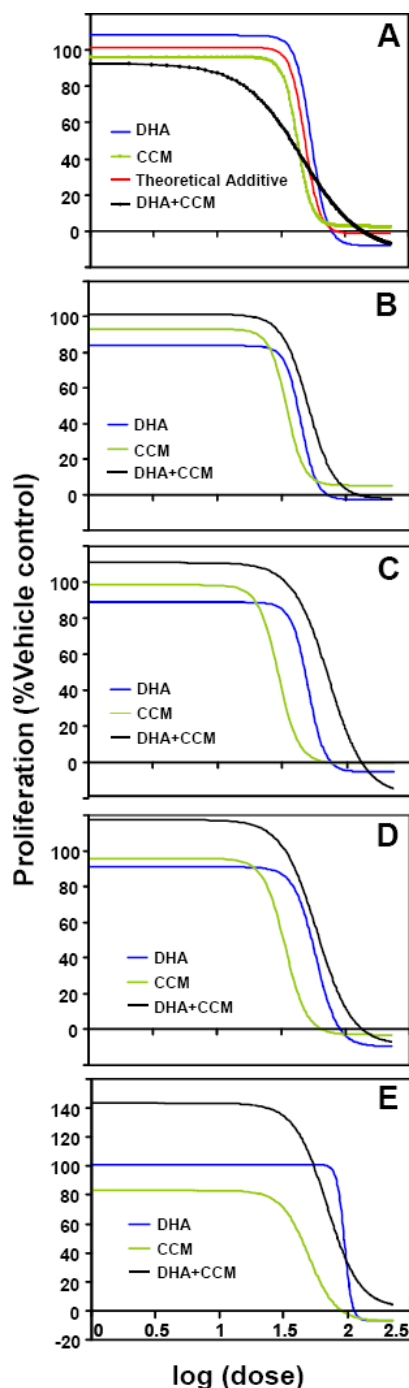 A
100
80
60
40
20
0
DHA
CCM
Theoretical Additive
DHA+CCM
B
100
80
60
40
20
0
DHA
CCM
DHA+CCM
C
100
80
60
40
20
0
DHA
CCM
DHA+CCM
D
100
80
60
40
20
0
DHA
CCM
DHA+CCM
E
140
120
100
80
60
40
20
0
-20
DHA
CCM
DHA+CCM
0 0.5 1.0 1.5 2.0 2.5
log (dose)
Proliferation (%Vehicle control)